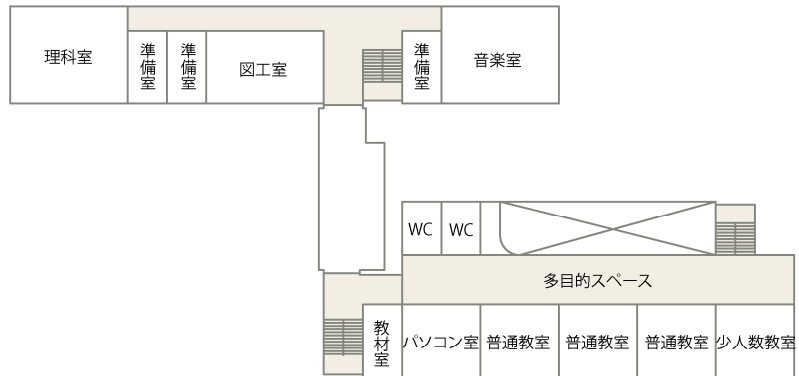 理科室
準備室
準備室
図工室
準備室
音楽室
WC
WC
多目的スペース
教材室
パソコン室
普通教室
普通教室
普通教室
少人数教室